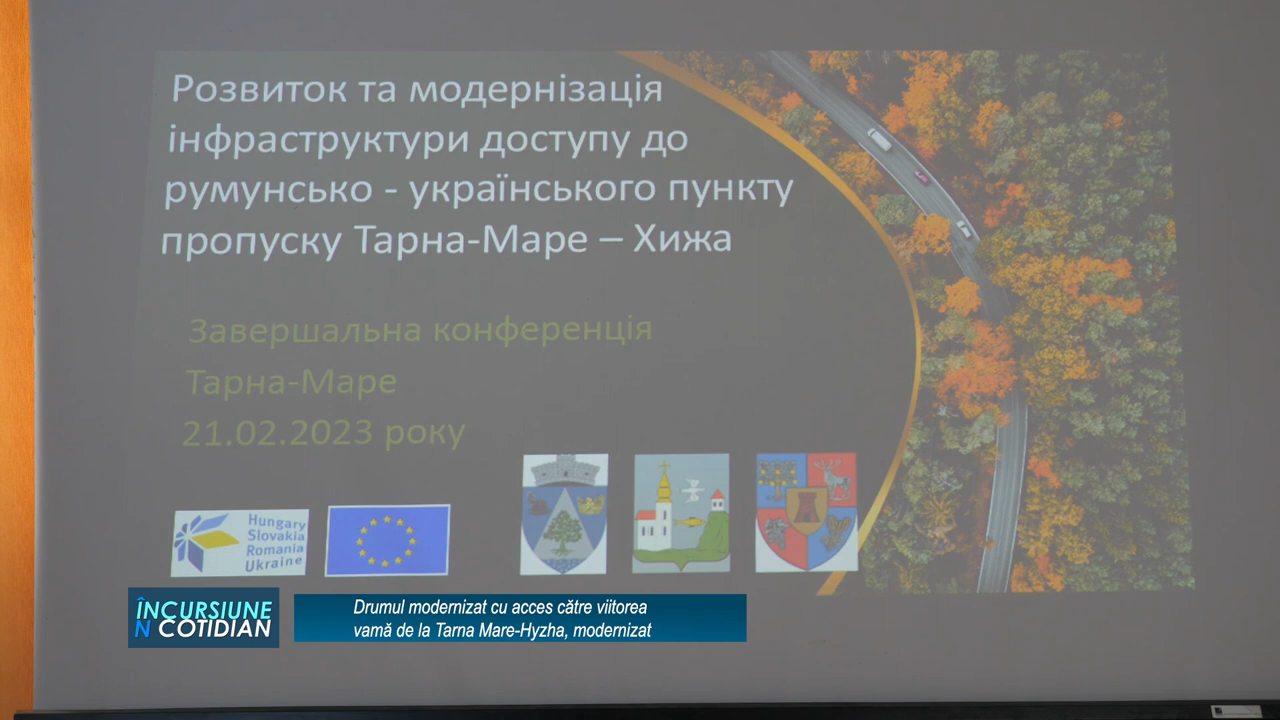 Розвиток та модернізація
інфраструктури доступу до
румунсько - українського пункту
пропуску Тарна-Маре – Хижа
Завершальна конференція
Тарна-Маре
21.02.2023 року
Hungary
Slovakia
Romania
Ukraine
ÎNCURSIUNE
N COTIDIAN
Drumul modernizat cu acces către viitorea
vamă de la Tarna Mare-Hyzha, modernizat